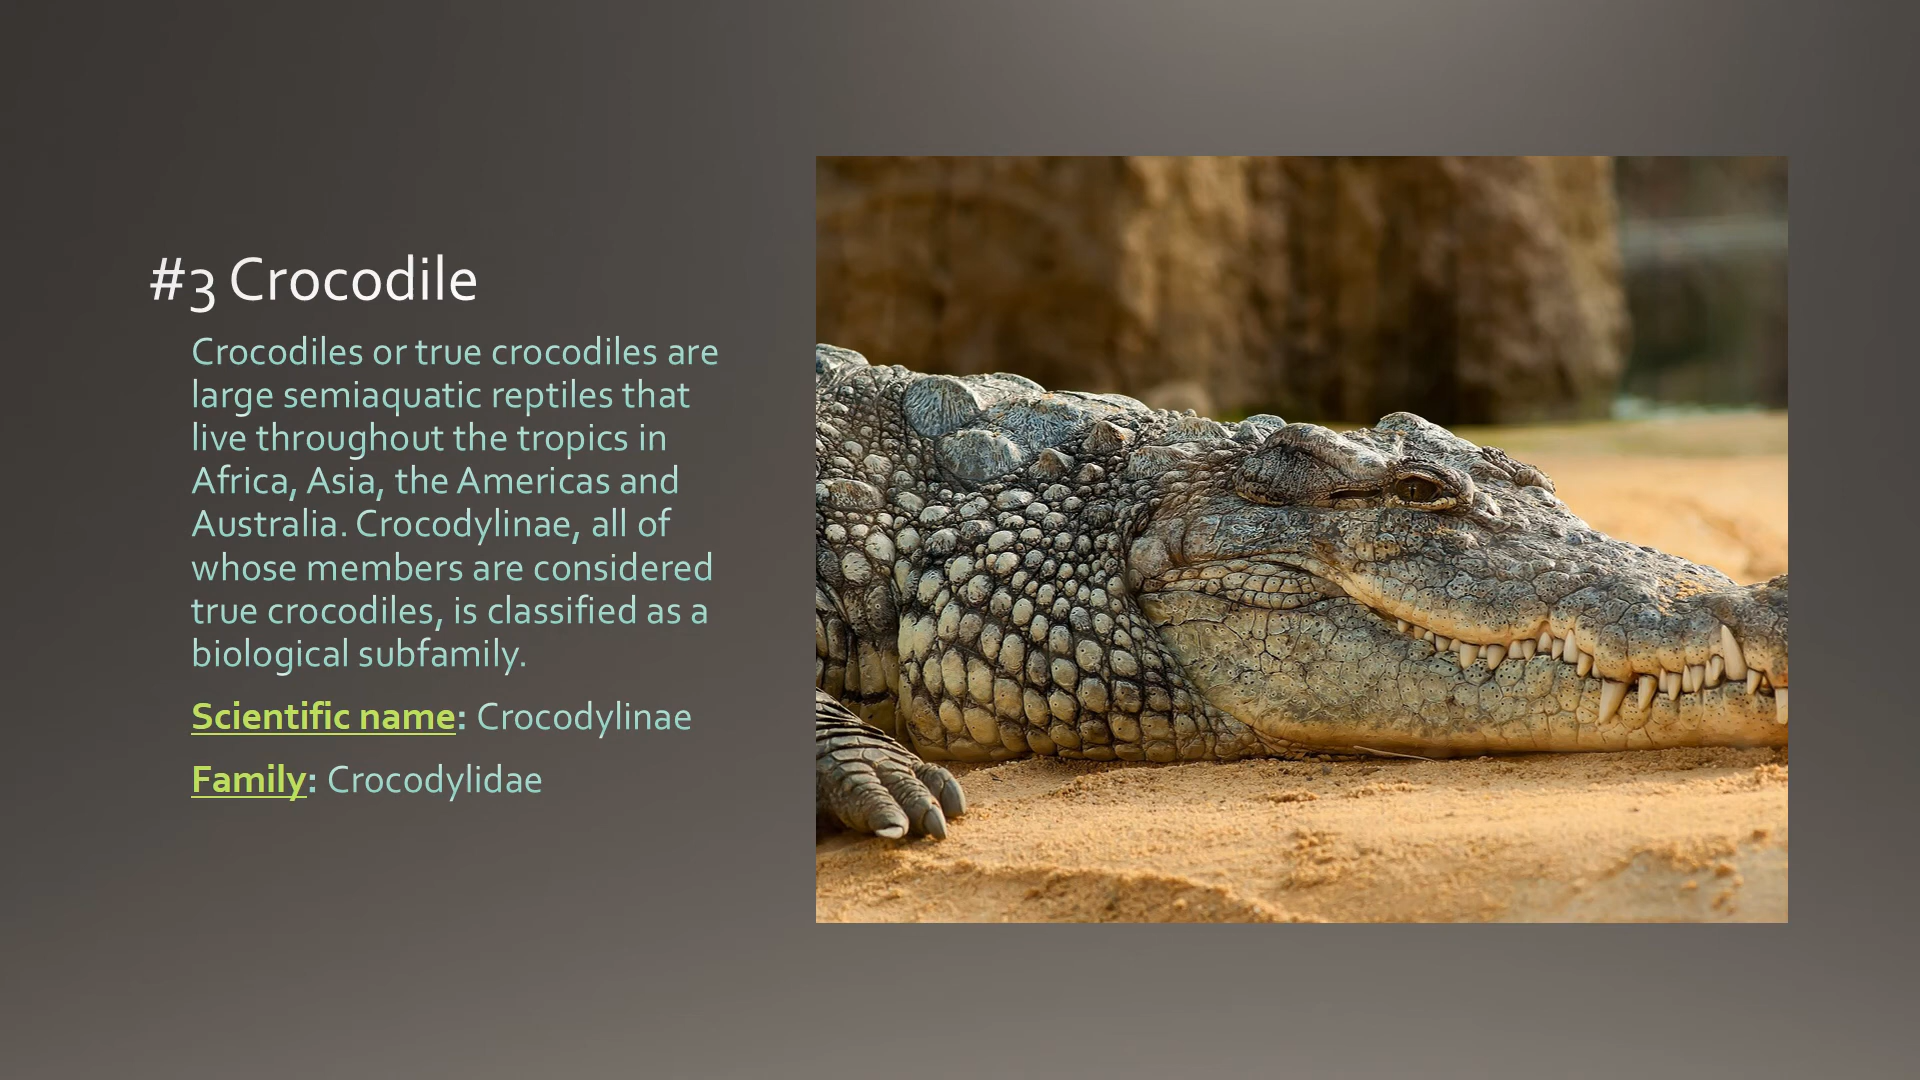 #3 Crocodile
Crocodiles or true crocodiles are
large semiaquatic reptiles that
live throughout the tropics in
Africa, Asia, the Americas and
Australia. Crocodylinae, all of
whose members are considered
true crocodiles, is classified as a
biological subfamily.
Scientific name: Crocodylinae
Family: Crocodylidae